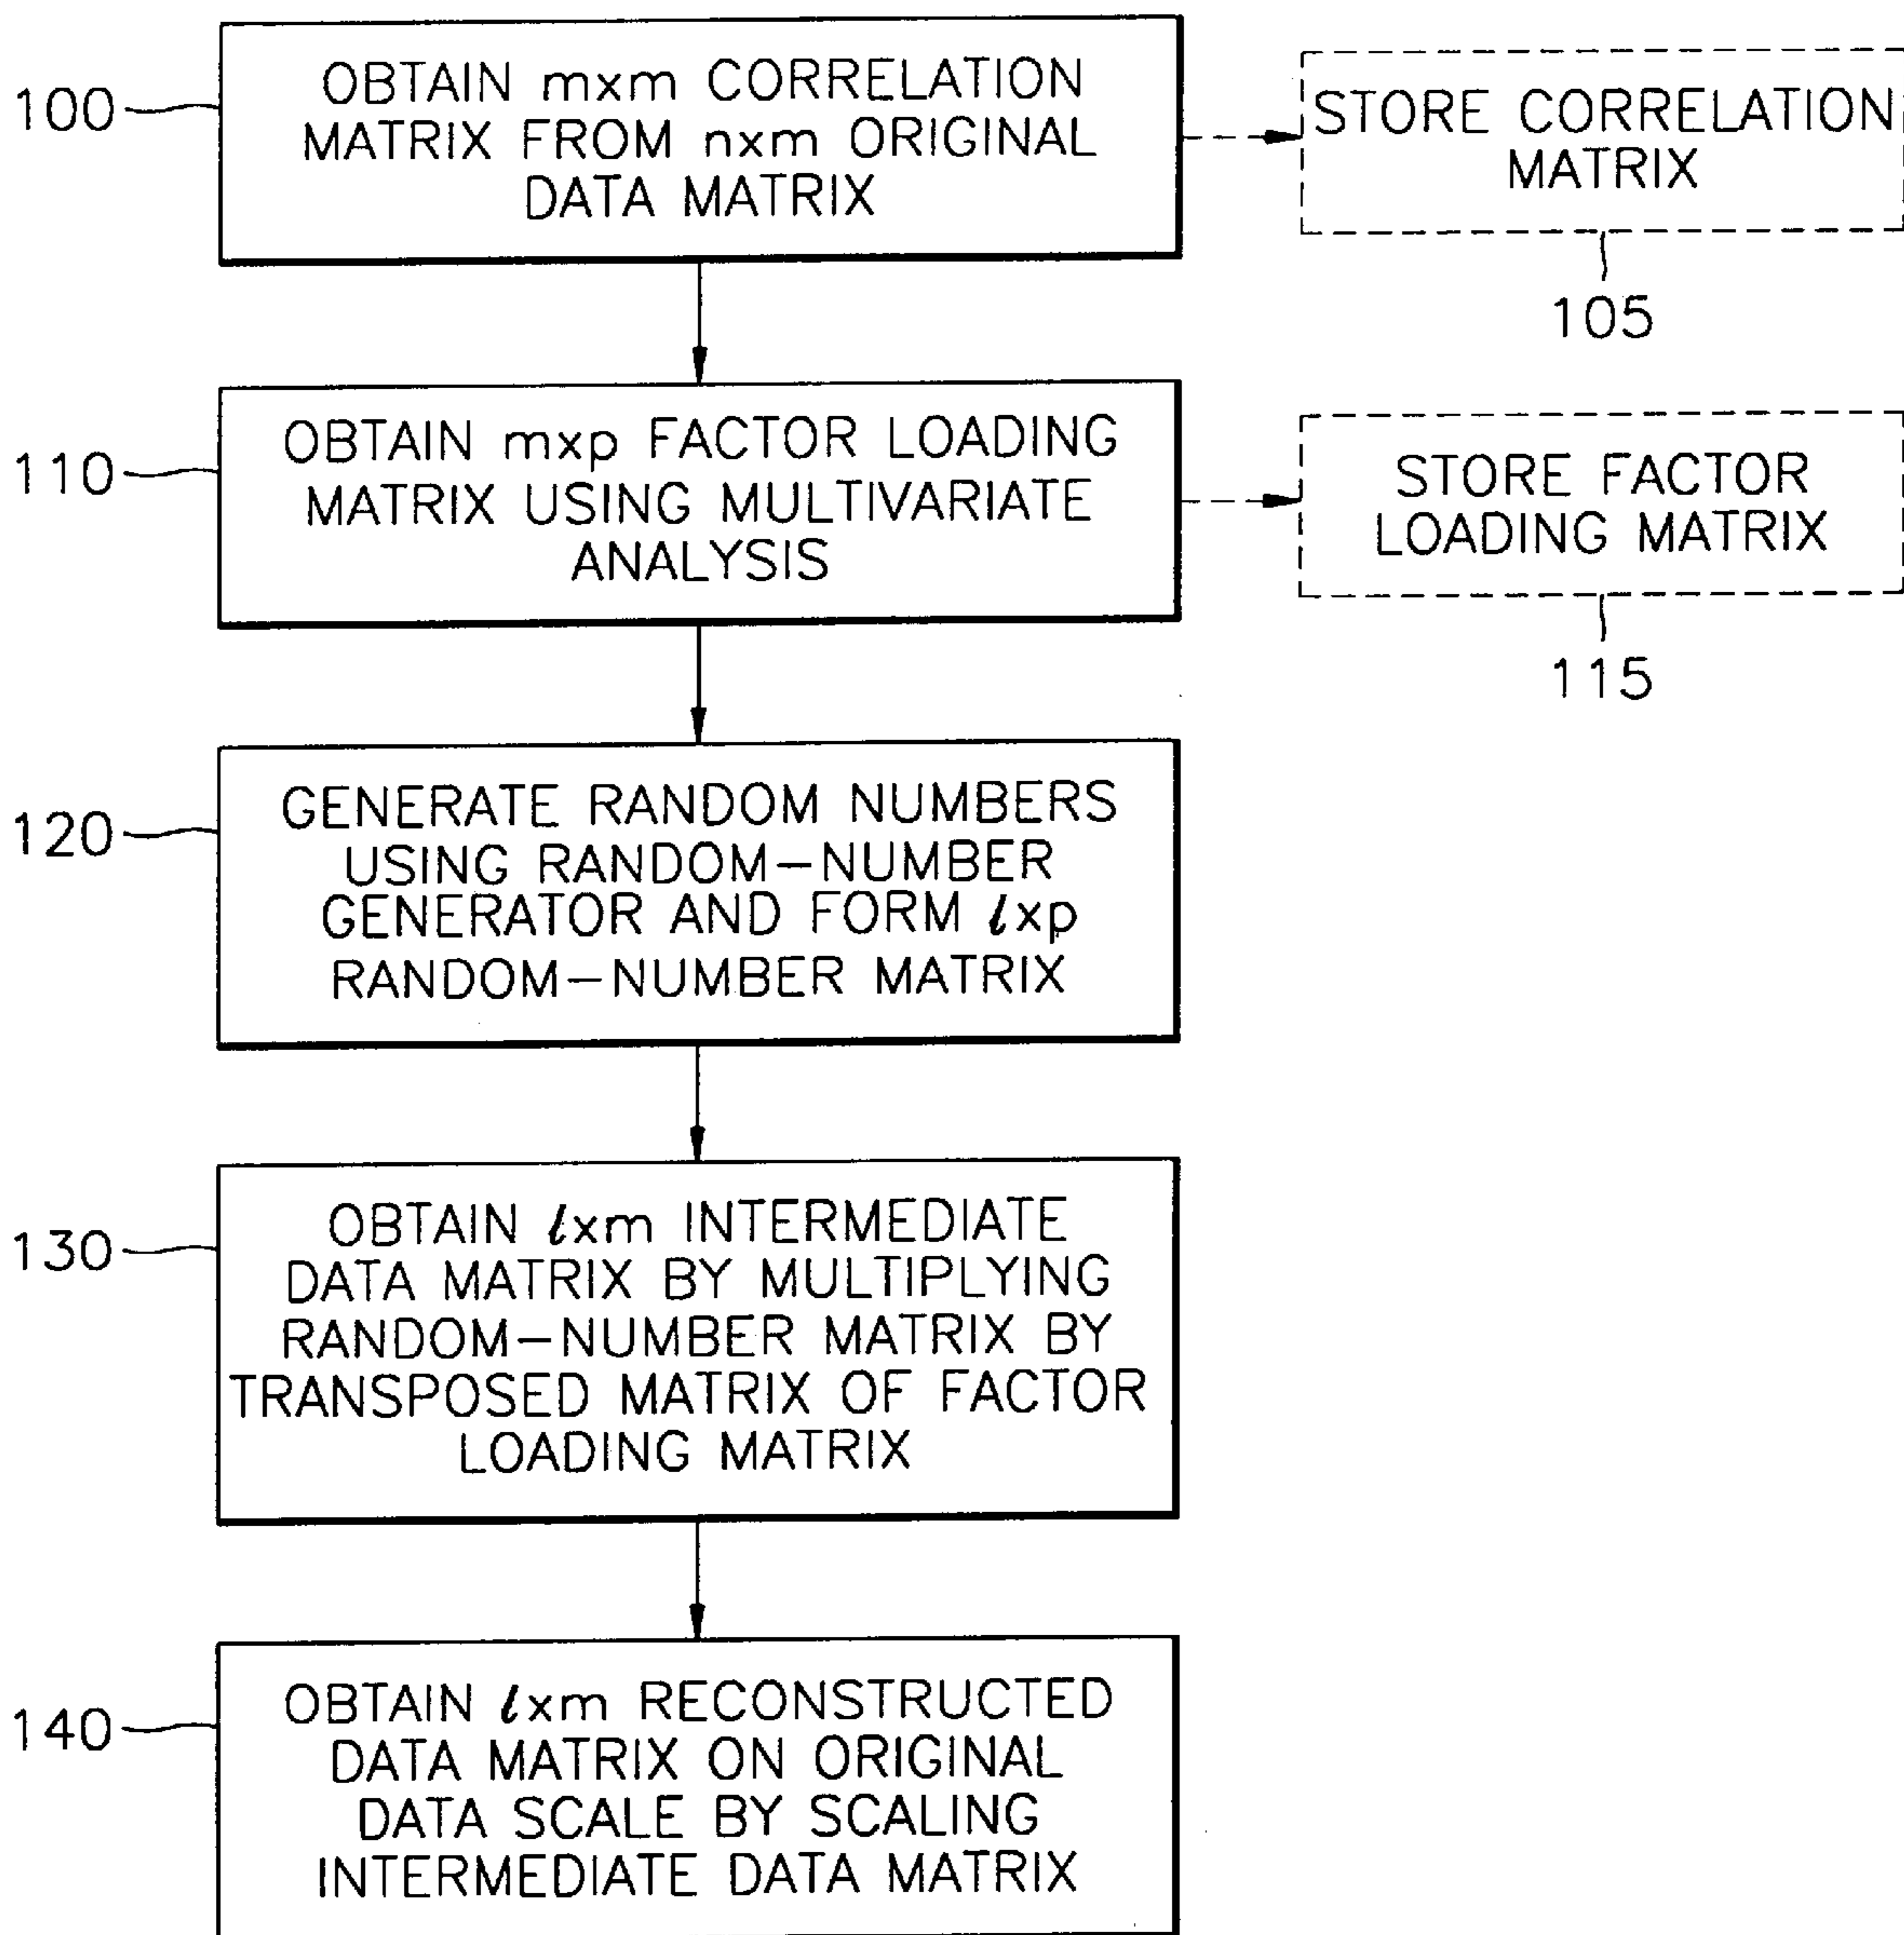 100
OBTAIN mxm CORRELATION
MATRIX FROM nxm ORIGINAL
DATA MATRIX
STORE CORRELATION
MATRIX
105
110
OBTAIN mxp FACTOR LOADING
MATRIX USING MULTIVARIATE
ANALYSIS
STORE FACTOR
LOADING MATRIX
115
120
GENERATE RANDOM NUMBERS
USING RANDOM-NUMBER
GENERATOR AND FORM ℓxp
RANDOM-NUMBER MATRIX
130
OBTAIN ℓxm INTERMEDIATE
DATA MATRIX BY MULTIPLYING
RANDOM-NUMBER MATRIX BY
TRANSPOSED MATRIX OF FACTOR
LOADING MATRIX
140
OBTAIN ℓxm RECONSTRUCTED
DATA MATRIX ON ORIGINAL
DATA SCALE BY SCALING
INTERMEDIATE DATA MATRIX